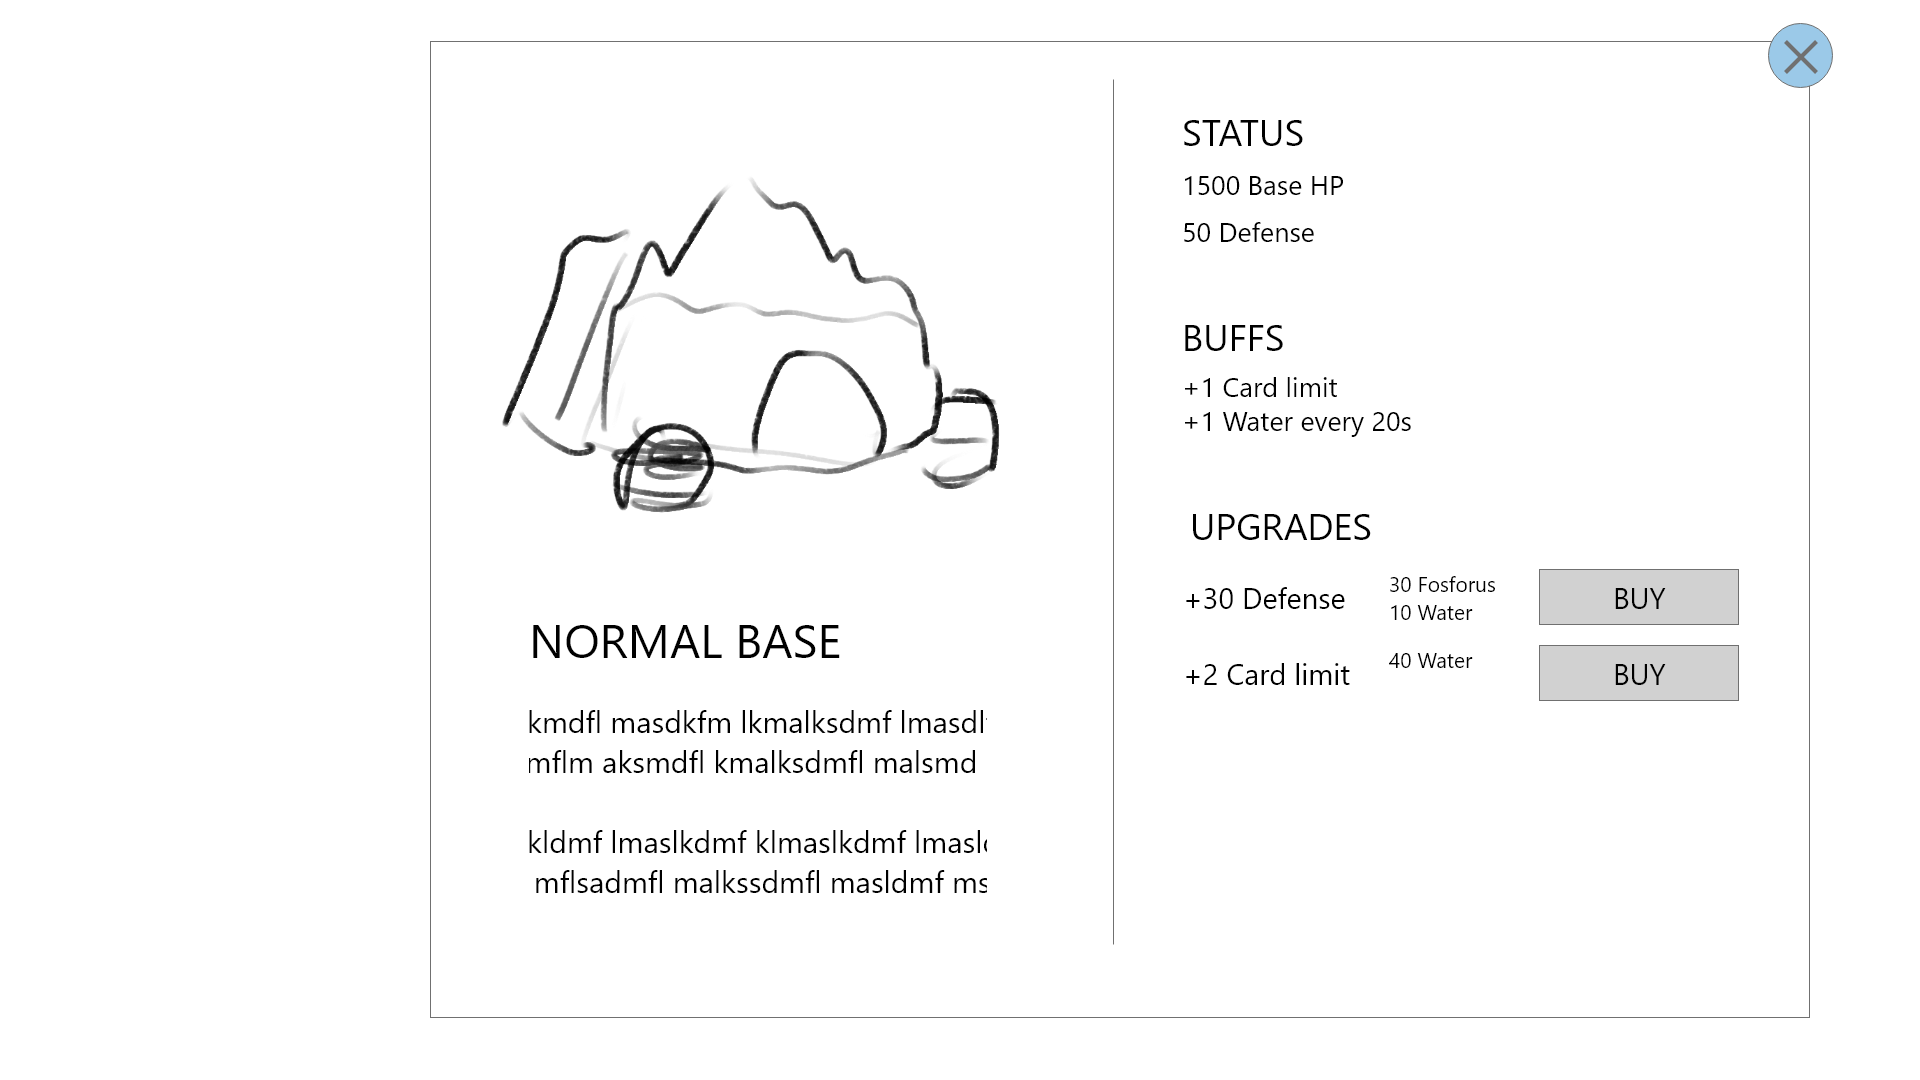 NORMAL BASE
kmdfl masdkfm lkmalksdmf
mflm aksmdfl kmalksdmfl malsmd
kldmf lmaslkdmf klmaslkdmf
mflsadmfl malkssdmfl masldmf ms
STATUS
1500 Base HP
50 Defense
BUFFS
+1 Card limit
+1 Water every 20s
UPGRADES
+30 Defense
30 Fosforus
10 Water
BUY
+2 Card limit
40 Water
BUY